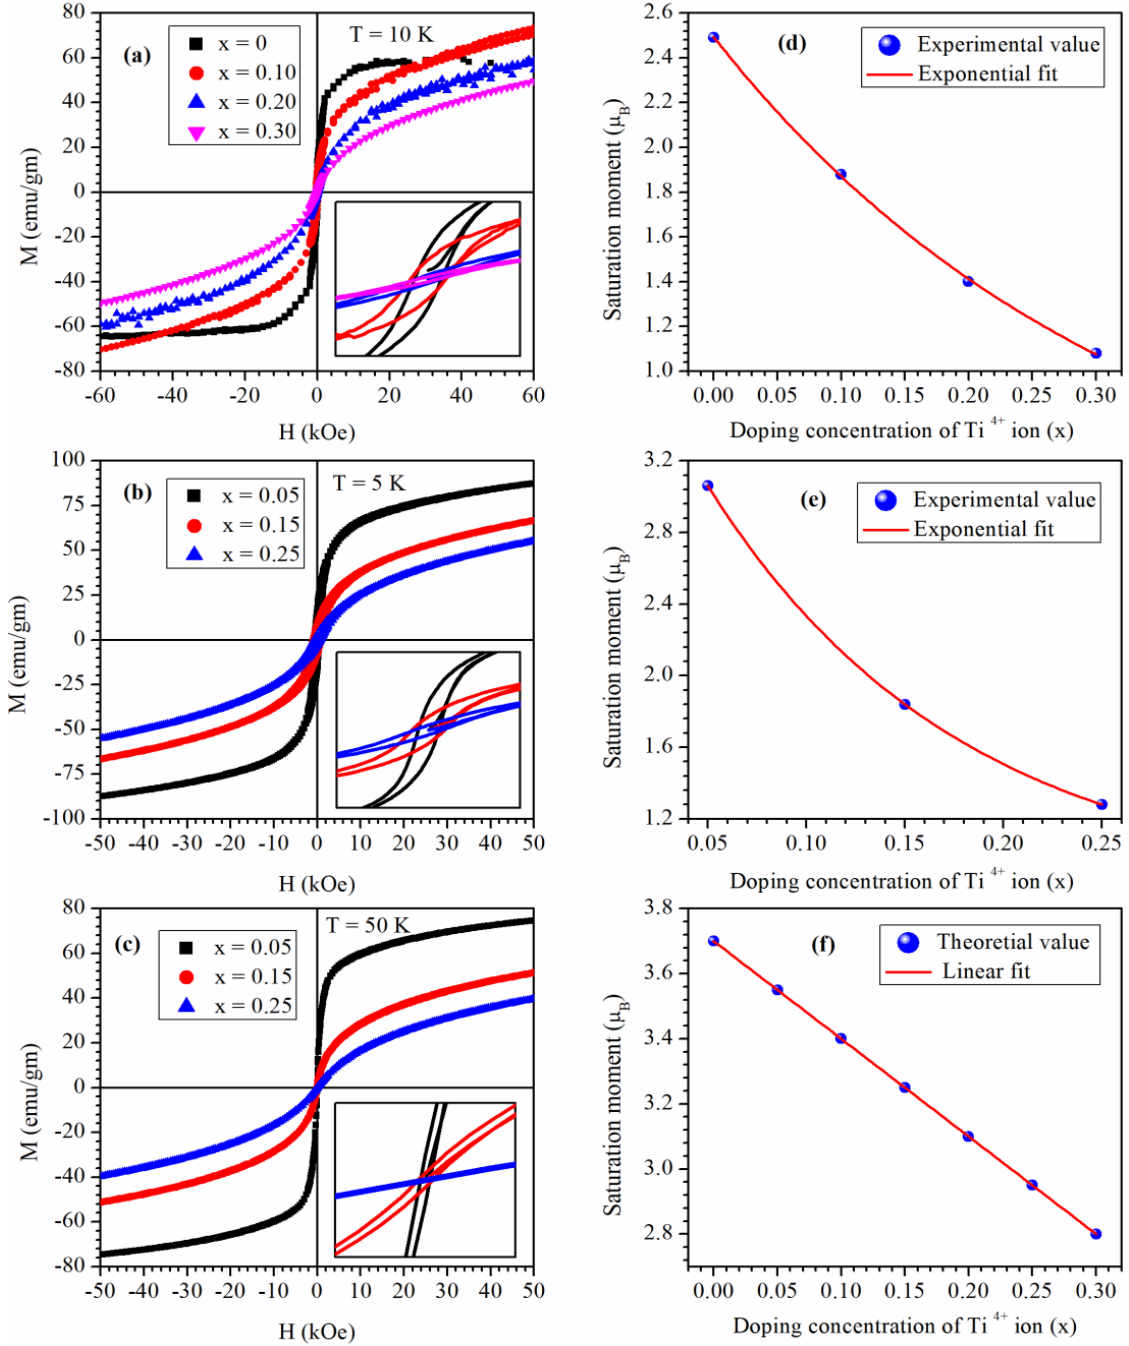 (a)
T = 10 K
x = 0
x = 0.10
x = 0.20
x = 0.30
80
60
40
20
0
-20
-40
-60
-80
M (emu/gm)
-60 -40 -20 0 20 40 60
H (kOe)
(d)
Experimental value
Exponential fit
2.6
2.4
2.2
2.0
1.8
1.6
1.4
1.2
1.0
Saturation moment (μB)
0.00 0.05 0.10 0.15 0.20 0.25 0.30
Doping concentration of Ti 4+ ion (x)
(b)
T = 5 K
x = 0.05
x = 0.15
x = 0.25
100
75
50
25
0
-25
-50
-75
-100
M (emu/gm)
-50 -40 -30 -20 -10 0 10 20 30 40 50
H (kOe)
(e)
Experimental value
Exponential fit
3.2
2.8
2.4
2.0
1.6
1.2
Saturation moment (μB)
0.05 0.10 0.15 0.20 0.25
Doping concentration of Ti 4+ ion (x)
(c)
T = 50 K
x = 0.05
x = 0.15
x = 0.25
80
60
40
20
0
-20
-40
-60
-80
M (emu/gm)
-50 -40 -30 -20 -10 0 10 20 30 40 50
H (kOe)
(f)
Theoretial value
Linear fit
3.8
3.6
3.4
3.2
3.0
2.8
Saturation moment (μB)
0.00 0.05 0.10 0.15 0.20 0.25 0.30
Doping concentration of Ti 4+ ion (x)